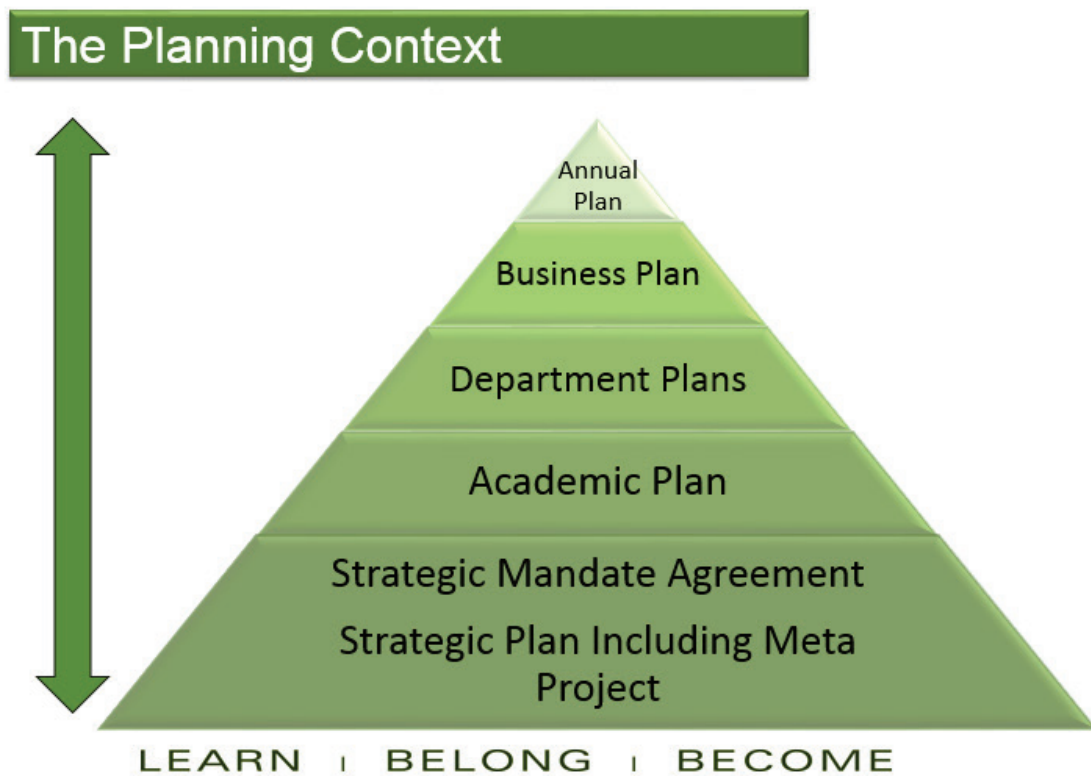 The Planning Context
Annual
Plan
Business Plan
Department Plans
Academic Plan
Strategic Mandate Agreement
Strategic Plan Including Meta
Project
LEARN | BELONG | BECOME